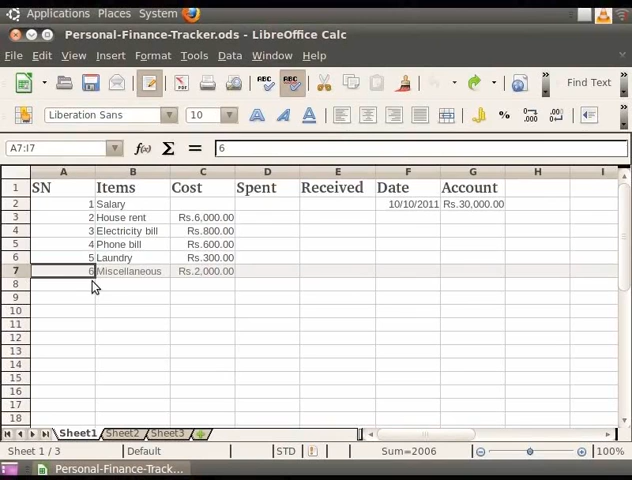 Applications Places System
Personal-Finance-Tracker.ods - LibreOffice Calc
File Edit View Insert Format Tools Data Window Help
PDF ABC ABC Find Text
Liberation Sans 10 %
A7:I7 f(x) Σ = 6
A B C D E F G H I
1 SN Items Cost Spent Received Date Account
2 1 Salary 10/10/2011 Rs.30,000.00
3 2 House rent Rs.6,000.00
4 3 Electricity bill Rs.800.00
5 4 Phone bill Rs.600.00
6 5 Laundry Rs.300.00
7 6 Miscellaneous Rs.2,000.00
8
9
10
11
12
13
14
15
16
17
18
Sheet1 Sheet2 Sheet3
Sheet 1 / 3 Default STD Sum=2006 100%
Personal-Finance-Track...